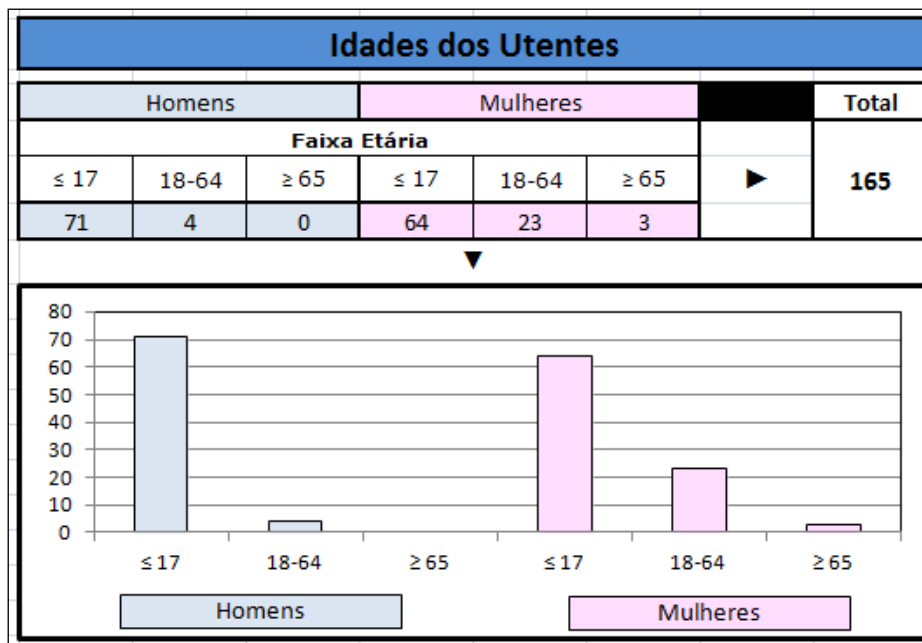 Idades dos Utentes
Homens Mulheres Total
Faixa Etária
≤ 17 18-64 ≥ 65 ≤ 17 18-64 ≥ 65 ► 165
71 4 0 64 23 3
▼
80
70
60
50
40
30
20
10
0
≤ 17 18-64 ≥ 65 ≤ 17 18-64 ≥ 65
Homens Mulheres